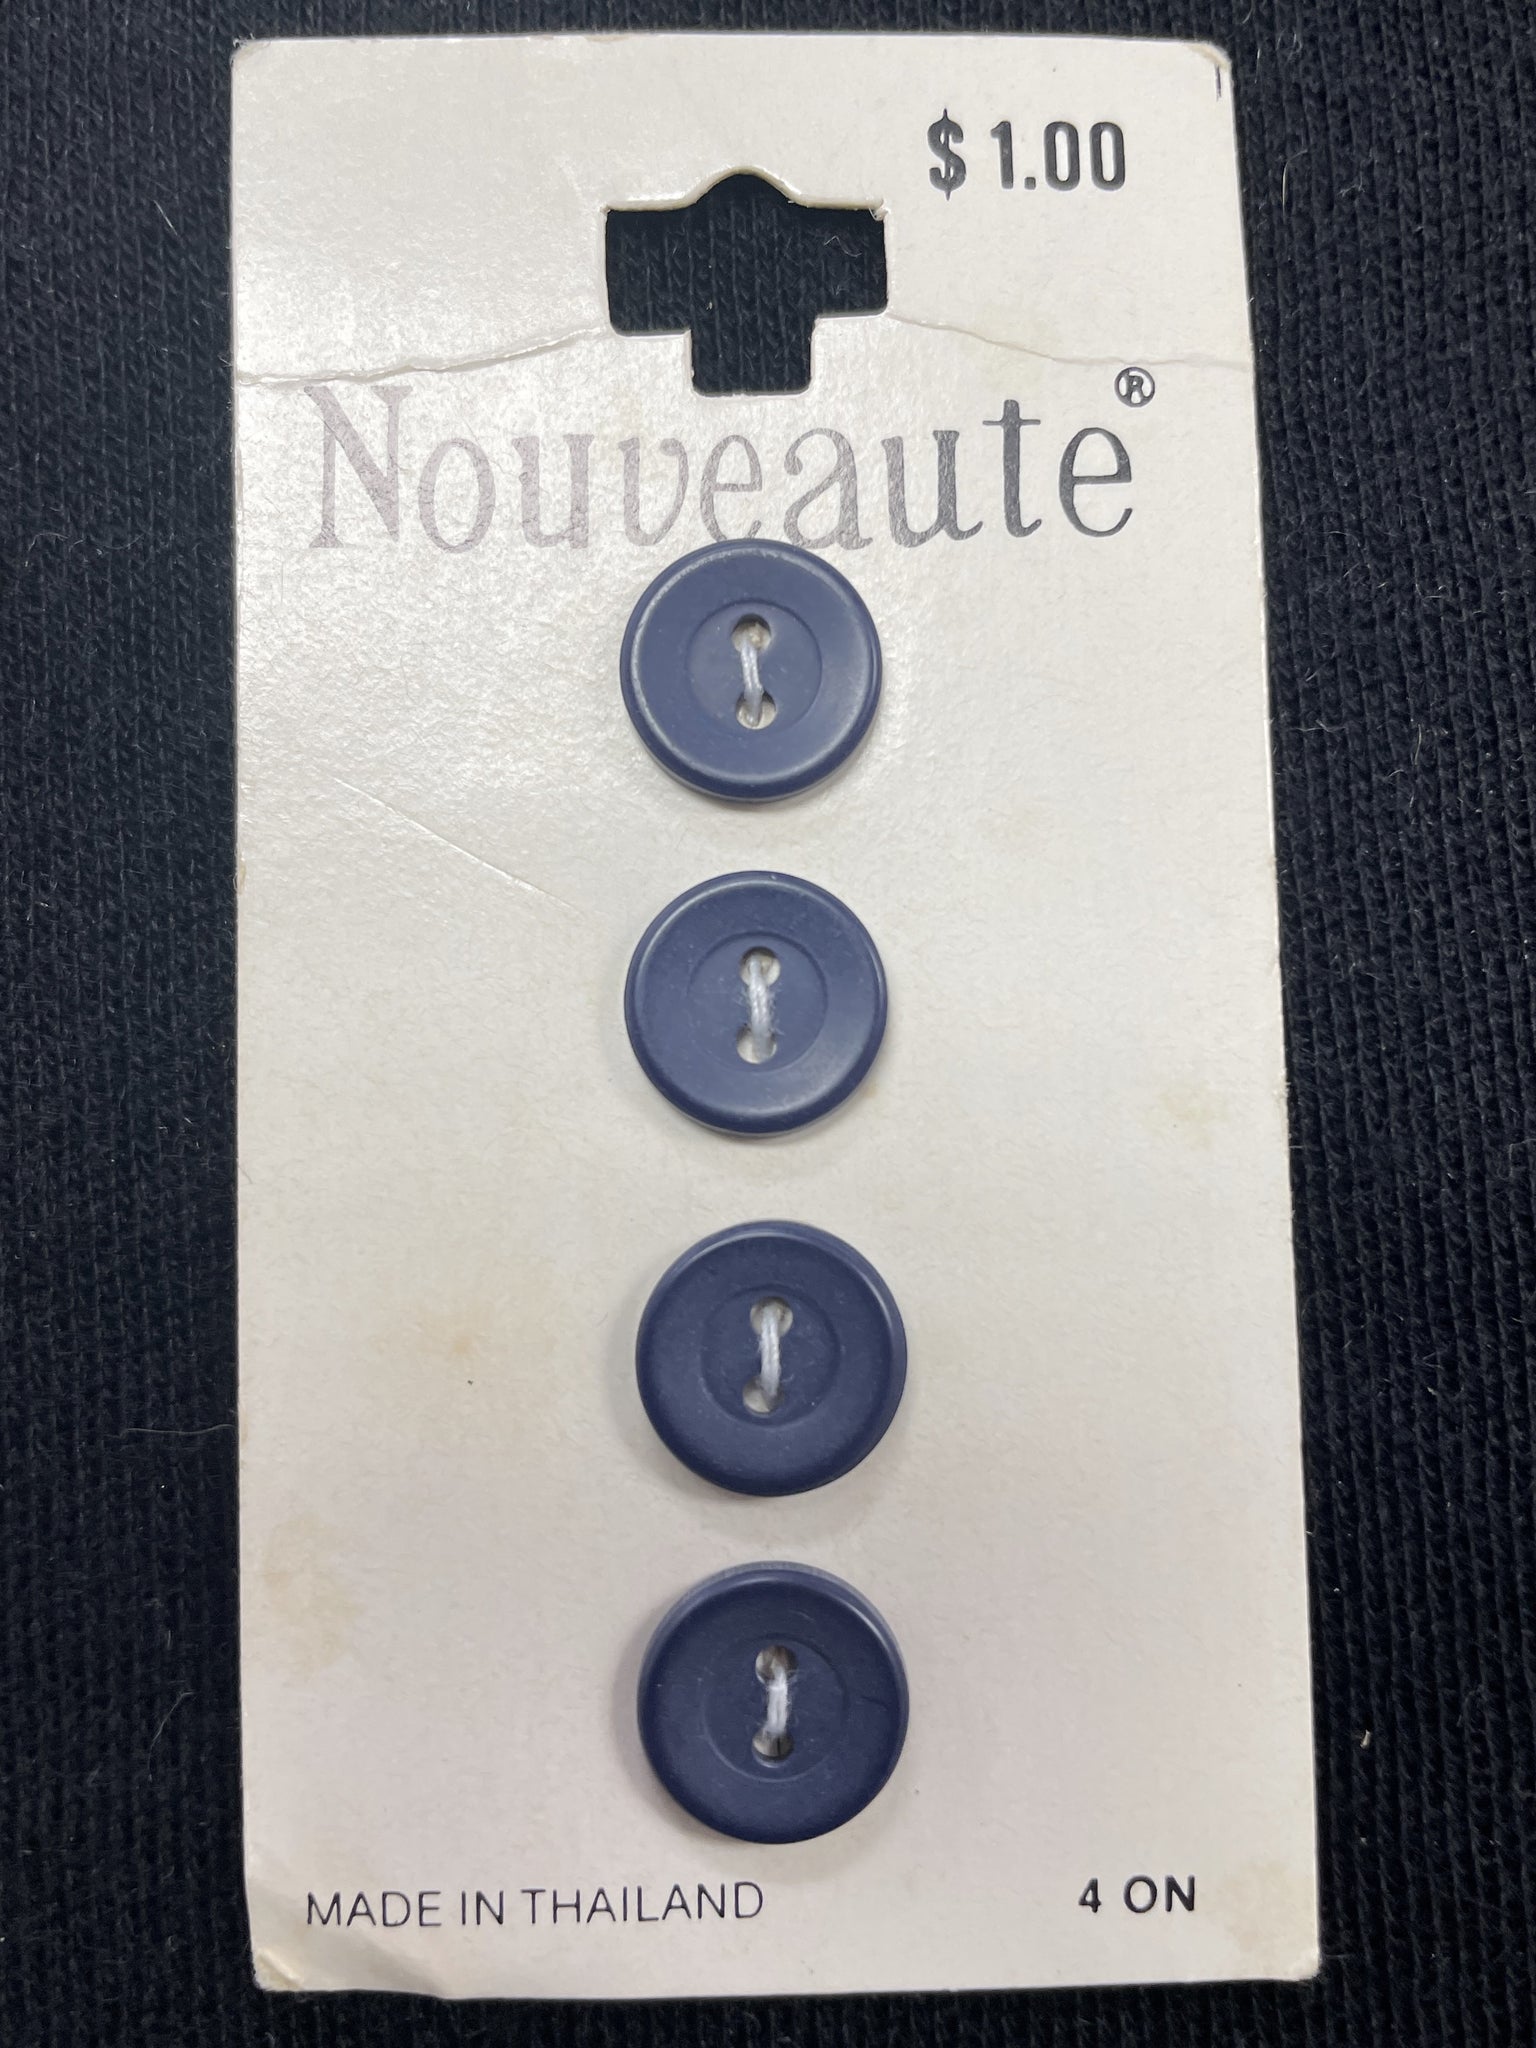 $ 1.00
Nouveaute®
MADE IN THAILAND
4 ON